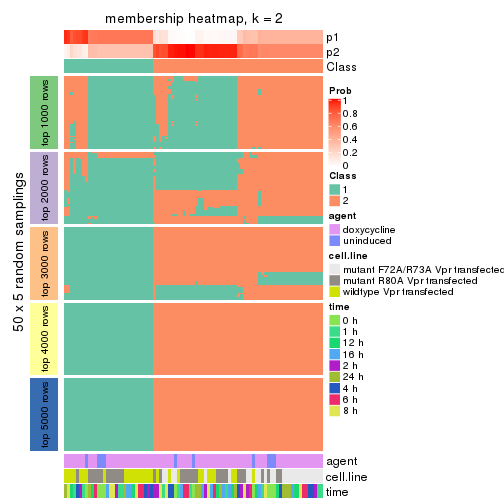 membership heatmap, k = 2
p1
p2
Class
50 x 5 random samplings
top 1000 rows
top 2000 rows
top 3000 rows
top 4000 rows
top 5000 rows
Prob
1
0.8
0.6
0.4
0.2
0
Class
1
2
agent
doxycycline
uninduced
cell.line
mutant F72A/R73A Vpr transfected
mutant R80A Vpr transfected
wildtype Vpr transfected
time
0 h
1 h
12 h
16 h
2 h
24 h
4 h
6 h
8 h
agent
cell.line
time